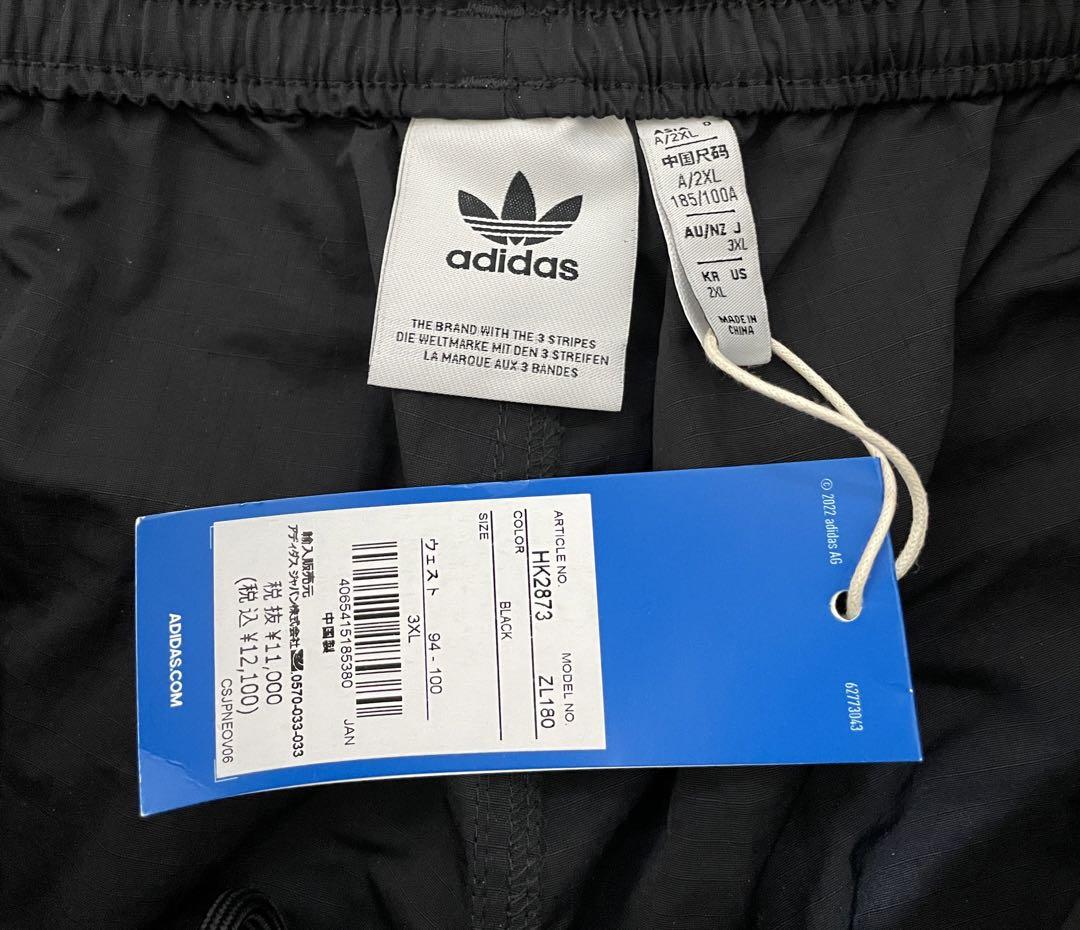 adidas
THE BRAND WITH THE 3 STRIPES
DIE WELTMARKE MIT DEN 3 STREIFEN
LA MARQUE AUX 3 BANDES
A/2XL
中国尺码
A/2XL
185/100A
AU/NZ J
3XL
KR US
2XL
MADE IN
CHINA
© 2022 adidas AG
62773043
ARTICLE NO. MODEL NO.
HK2873 ZL180
COLOR
BLACK
SIZE
ウェスト 94-100
3XL
4065415185380 JAN
中国製
輸入販売元
アディダス ジャパン株式会社 0570-033-033
税抜 ¥11,000
(税込 ¥12,100)
CSJPNEOV06
ADIDAS.COM